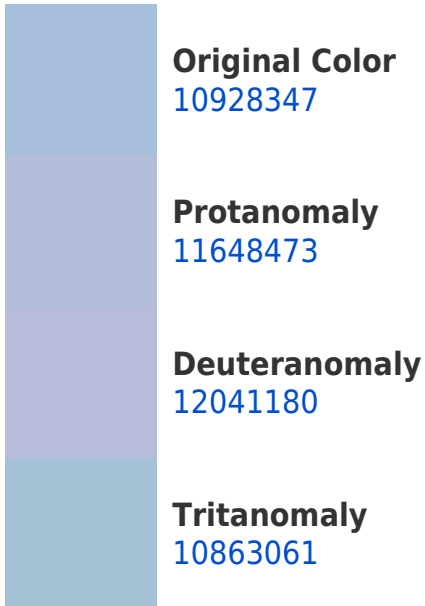 Original Color
10928347
Protanomaly
11648473
Deuteranomaly
12041180
Tritanomaly
10863061